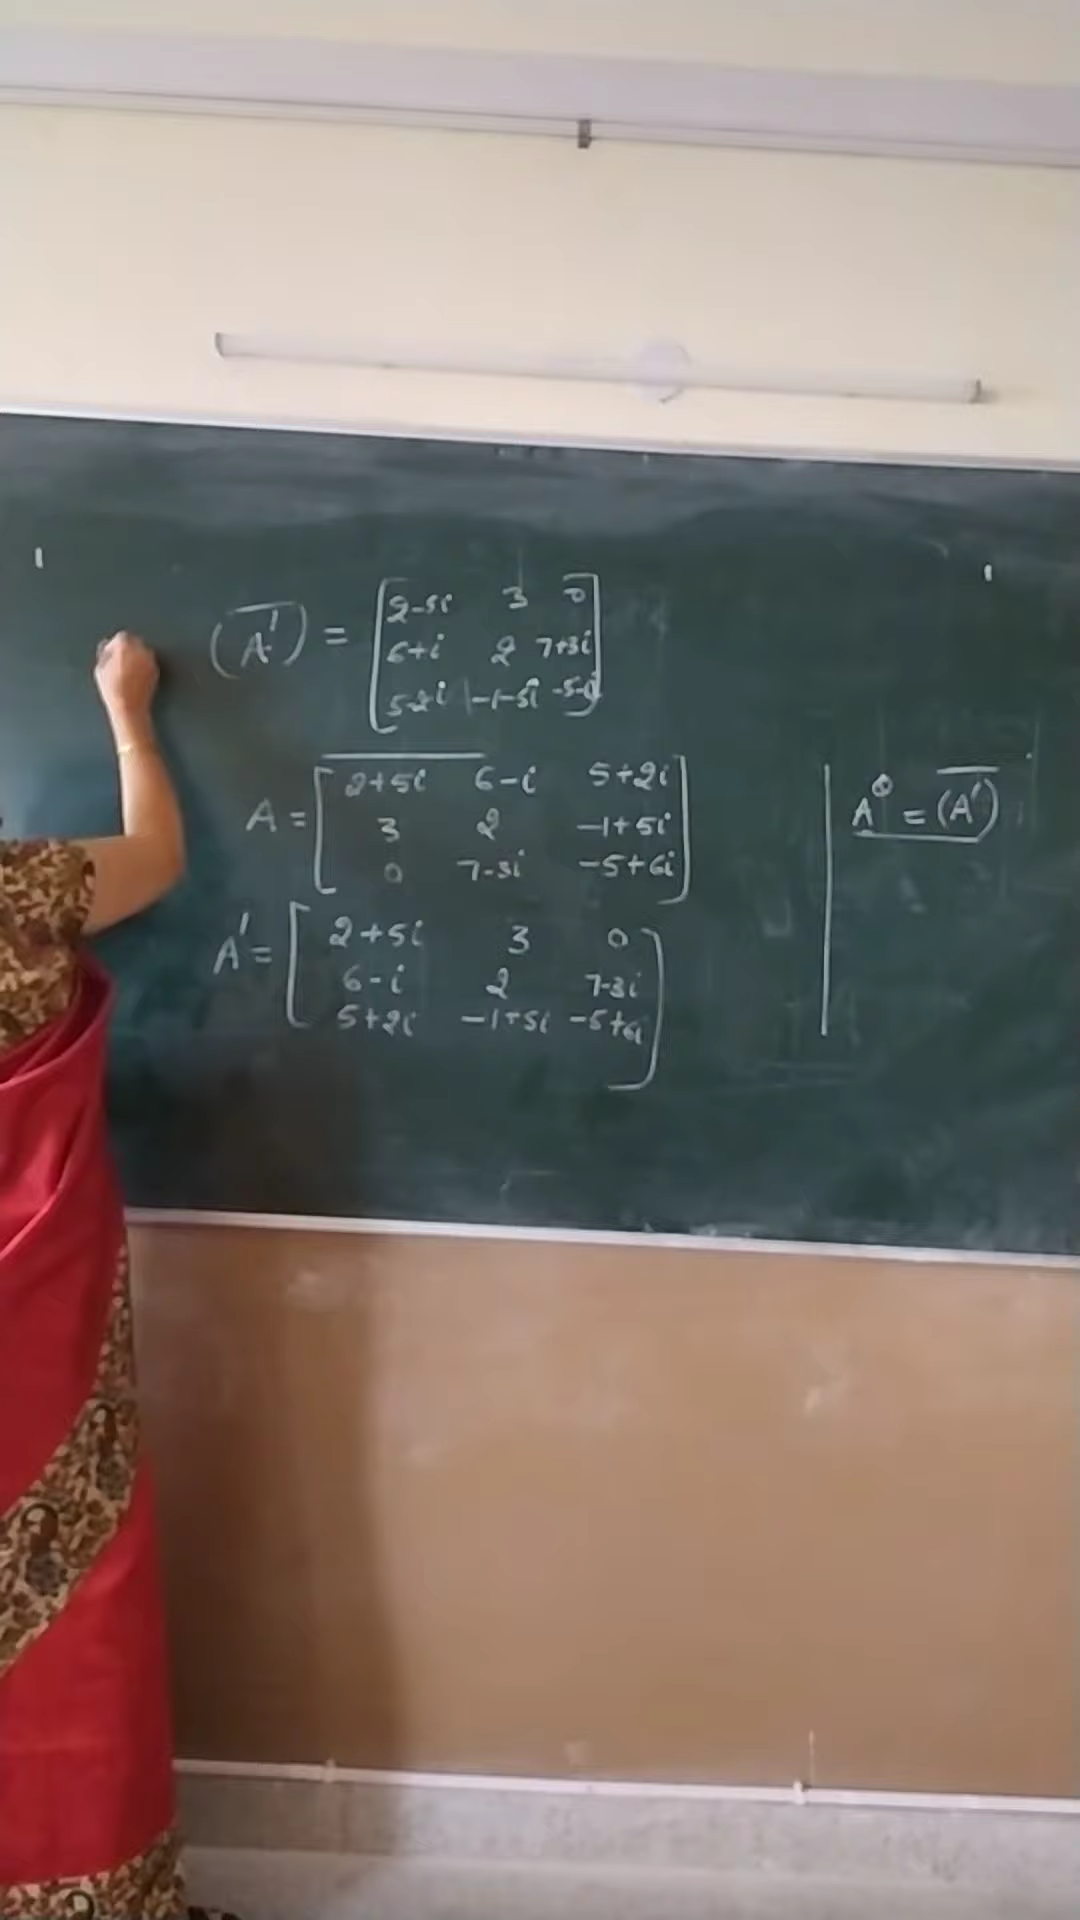 (A̅'̅) = [2-5i 3 0
6+i 2 7+3i
5-2i -1-5i -5-6i]
A = [2+5i 6-i 5+2i
3 2 -1+5i
0 7-3i -5+6i]
A' = [2+5i 3 0
6-i 2 7-3i
5+2i -1+5i -5+6i]
A^θ = (A̅'̅)